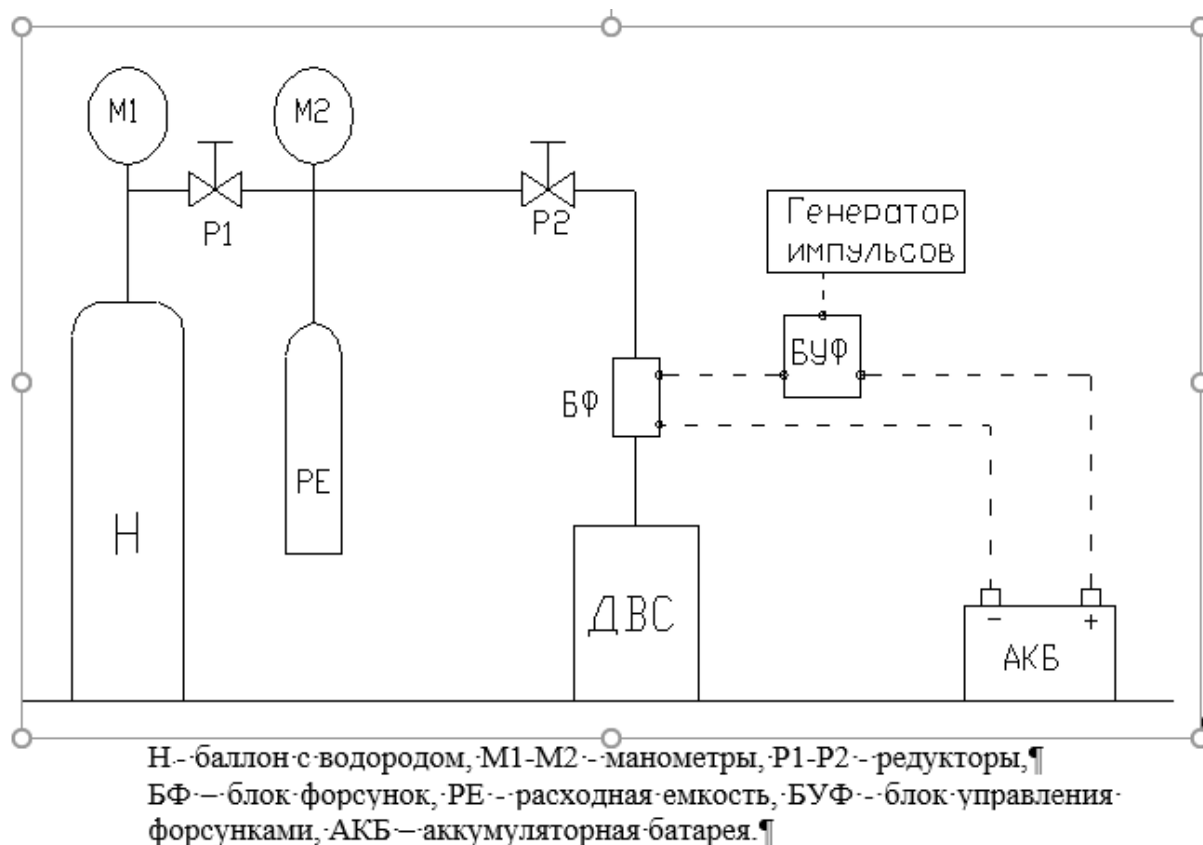 М1
М2
Р1
Р2
Генератор
импульсов
БУФ
БФ
РЕ
Н
ДВС
- +
АКБ
Н - баллон с водородом, М1-М2 - манометры, Р1-Р2 - редукторы,¶
БФ – блок форсунок, РЕ - расходная емкость, БУФ - блок управления
форсунками, АКБ – аккумуляторная батарея.¶